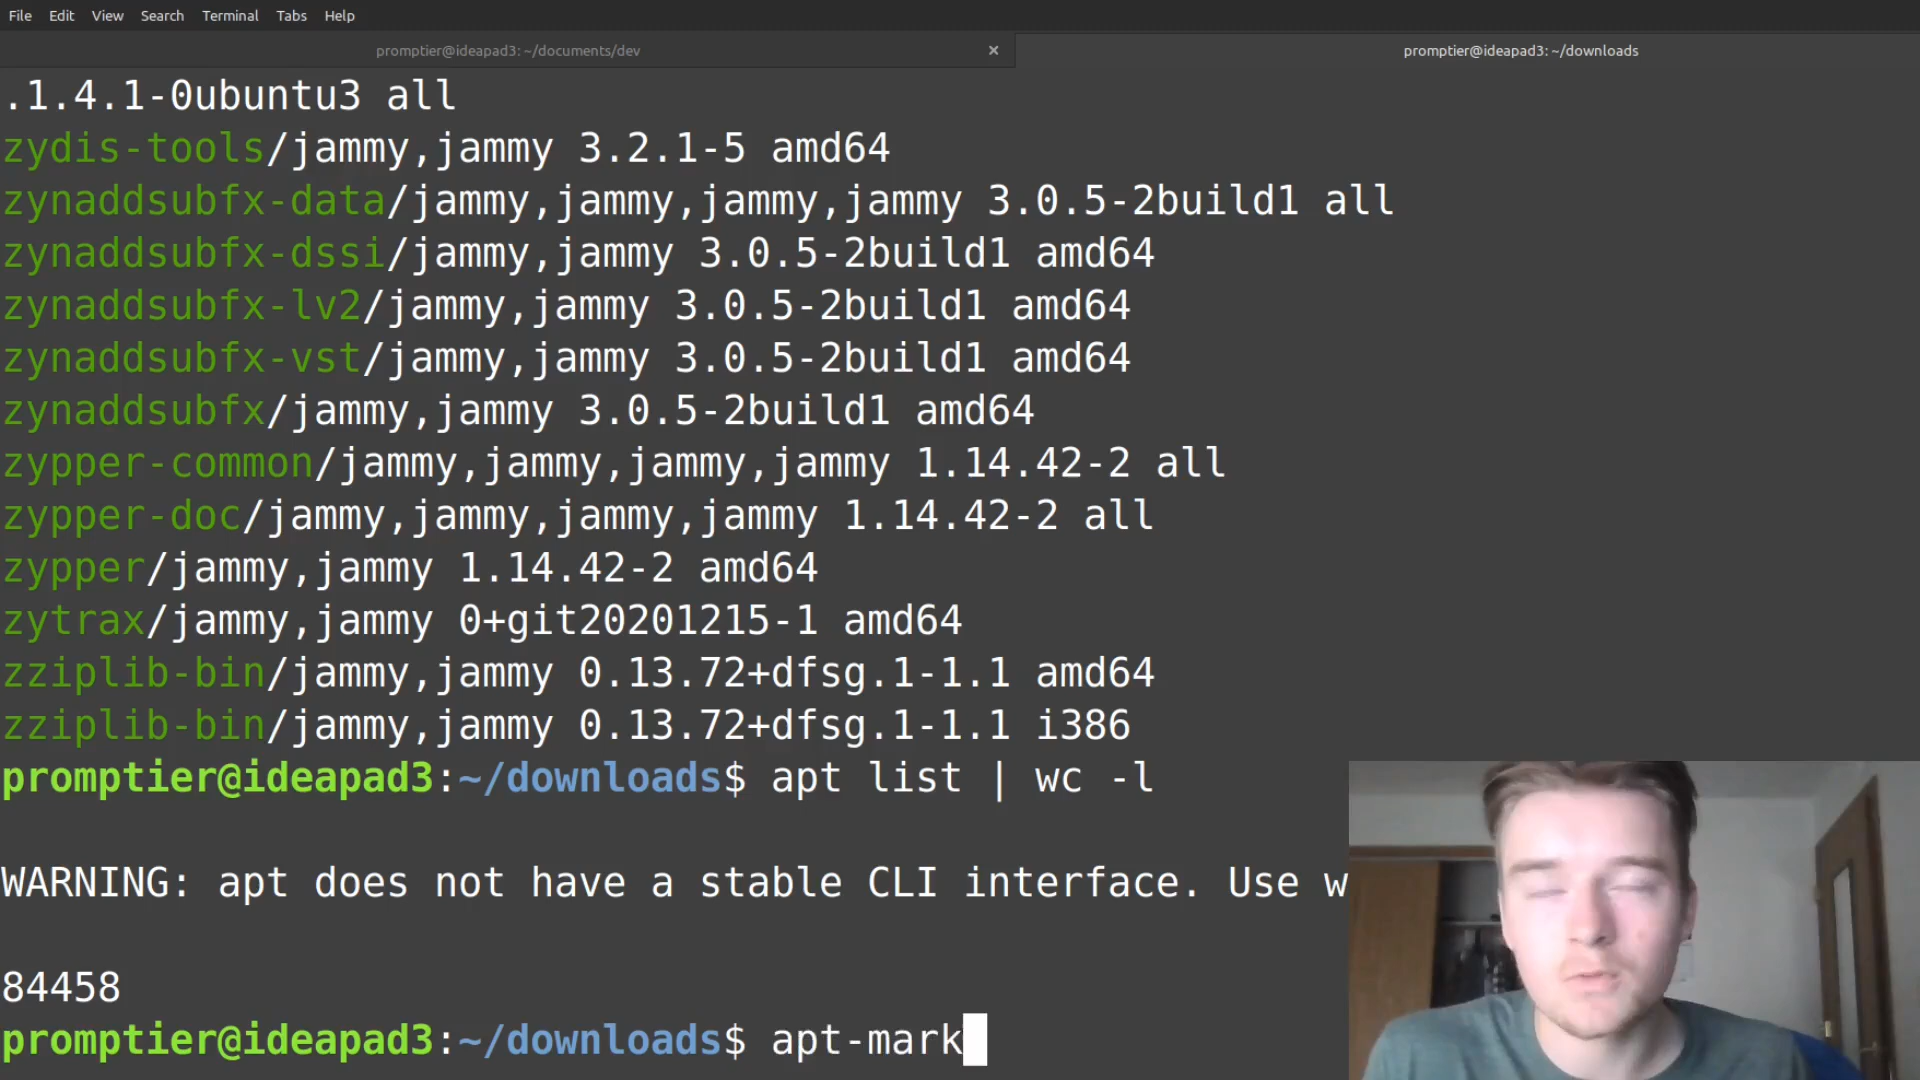 File Edit View Search Terminal Tabs Help
promptier@ideapad3: ~/documents/dev × promptier@ideapad3: ~/downloads
.1.4.1-0ubuntu3 all
zydis-tools/jammy,jammy 3.2.1-5 amd64
zynaddsubfx-data/jammy,jammy,jammy,jammy 3.0.5-2build1 all
zynaddsubfx-dssi/jammy,jammy 3.0.5-2build1 amd64
zynaddsubfx-lv2/jammy,jammy 3.0.5-2build1 amd64
zynaddsubfx-vst/jammy,jammy 3.0.5-2build1 amd64
zynaddsubfx/jammy,jammy 3.0.5-2build1 amd64
zypper-common/jammy,jammy,jammy,jammy 1.14.42-2 all
zypper-doc/jammy,jammy,jammy,jammy 1.14.42-2 all
zypper/jammy,jammy 1.14.42-2 amd64
zytrax/jammy,jammy 0+git20201215-1 amd64
zziplib-bin/jammy,jammy 0.13.72+dfsg.1-1.1 amd64
zziplib-bin/jammy,jammy 0.13.72+dfsg.1-1.1 i386
promptier@ideapad3:~/downloads$ apt list | wc -l
WARNING: apt does not have a stable CLI interface. Use w
84458
promptier@ideapad3:~/downloads$ apt-mark